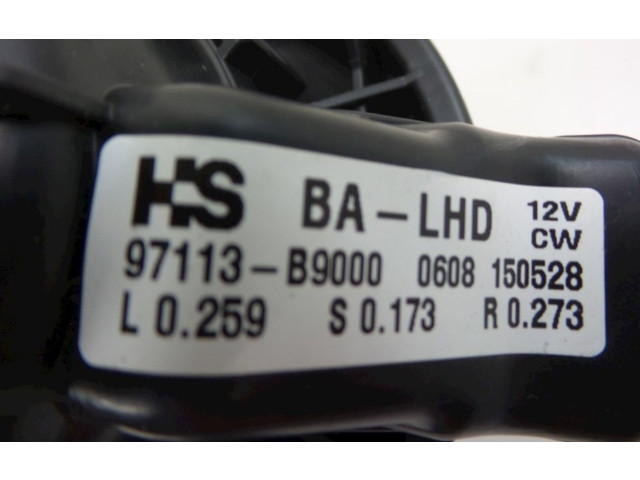 HS BA-LHD 12V
CW
97113-B9000 0608 150528
L 0.259 S 0.173 R 0.273